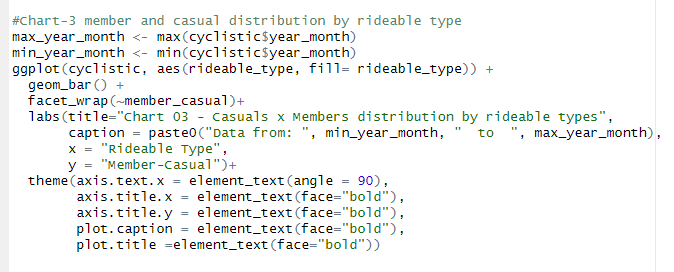 #Chart-3 member and casual distribution by rideable type
max_year_month <- max(cyclistic$year_month)
min_year_month <- min(cyclistic$year_month)
ggplot(cyclistic, aes(rideable_type, fill= rideable_type)) +
  geom_bar() +
  facet_wrap(~member_casual)+
  labs(title="Chart 03 - Casuals x Members distribution by rideable types",
       caption = paste0("Data from: ", min_year_month, "  to  ", max_year_month),
       x = "Rideable Type",
       y = "Member-Casual")+
  theme(axis.text.x = element_text(angle = 90),
        axis.title.x = element_text(face="bold"),
        axis.title.y = element_text(face="bold"),
        plot.caption = element_text(face="bold"),
        plot.title =element_text(face="bold"))